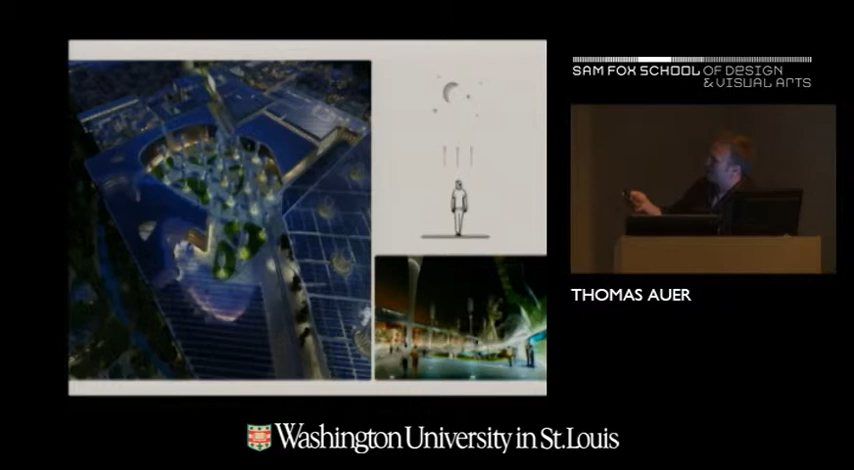 SAM FOX SCHOOL OF DESIGN
& VISUAL ARTS
THOMAS AUER
Washington University in St. Louis